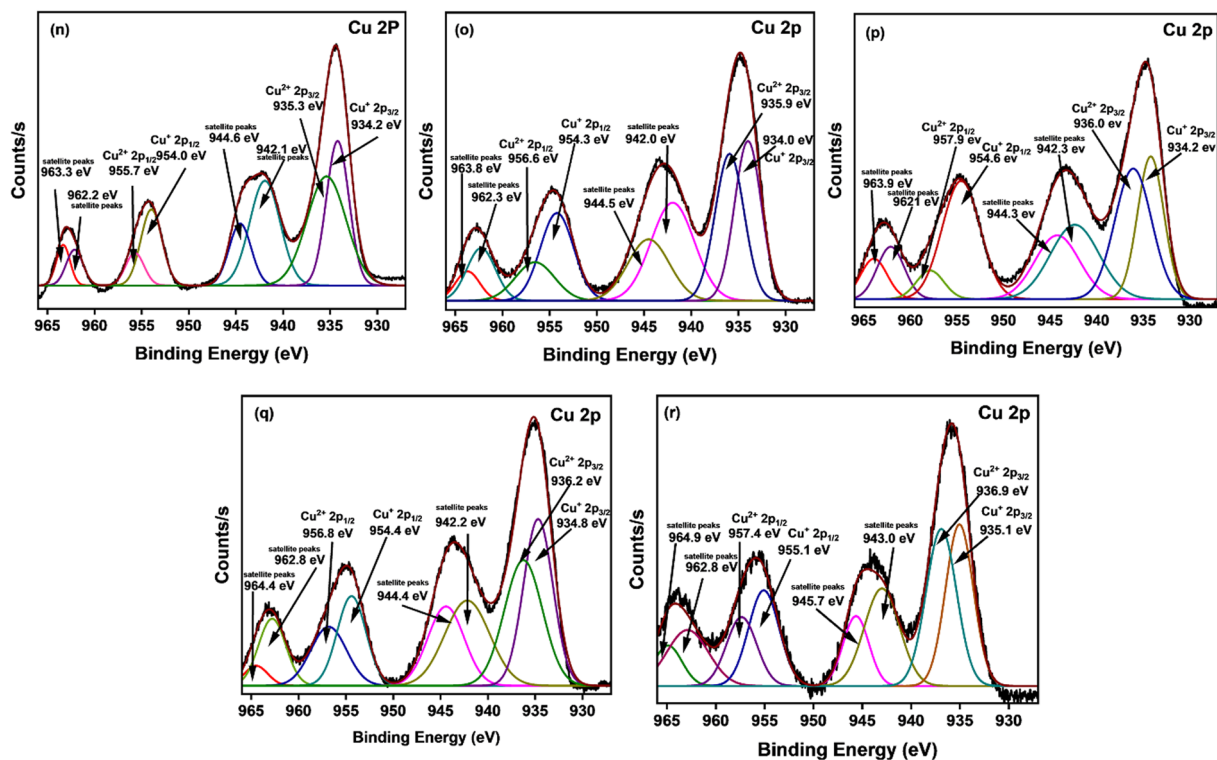 (n)
Cu 2P
Counts/s
Cu²⁺ 2p₃/₂
935.3 eV
Cu⁺ 2p₃/₂
934.2 eV
satellite peaks
944.6 eV
942.1 eV
satellite peaks
Cu⁺ 2p₁/₂
954.0 eV
Cu²⁺ 2p₁/₂
955.7 eV
satellite peaks
963.3 eV
962.2 eV
satellite peaks
965 960 955 950 945 940 935 930
Binding Energy (eV)
(o)
Cu 2p
Counts/s
Cu²⁺ 2p₃/₂
935.9 eV
934.0 eV
Cu⁺ 2p₃/₂
satellite peaks
942.0 eV
944.5 eV
Cu⁺ 2p₁/₂
954.3 eV
Cu²⁺ 2p₁/₂
956.6 eV
satellite peaks
963.8 eV
962.3 eV
965 960 955 950 945 940 935 930
Binding Energy (eV)
(p)
Cu 2p
Counts/s
Cu²⁺ 2p₃/₂
936.0 eV
Cu⁺ 2p₃/₂
934.2 eV
satellite peaks
942.3 eV
944.3 ev
Cu²⁺ 2p₁/₂
957.9 eV
Cu⁺ 2p₁/₂
954.6 eV
satellite peaks
963.9 eV
9621 eV
965 960 955 950 945 940 935 930
Binding Energy (eV)
(q)
Cu 2p
Counts/s
Cu²⁺ 2p₃/₂
936.2 eV
Cu⁺ 2p₃/₂
934.8 eV
satellite peaks
942.2 eV
satellite peaks
944.4 eV
Cu²⁺ 2p₁/₂
956.8 eV
Cu⁺ 2p₁/₂
954.4 eV
satellite peaks
962.8 eV
satellite peaks
964.4 eV
965 960 955 950 945 940 935 930
Binding Energy (eV)
(r)
Cu 2p
Counts/s
Cu²⁺ 2p₃/₂
936.9 eV
Cu⁺ 2p₃/₂
935.1 eV
satellite peaks
943.0 eV
945.7 eV
Cu²⁺ 2p₁/₂
957.4 eV
Cu⁺ 2p₁/₂
955.1 eV
satellite peaks
964.9 eV
satellite peaks
962.8 eV
965 960 955 950 945 940 935 930
Binding Energy (eV)